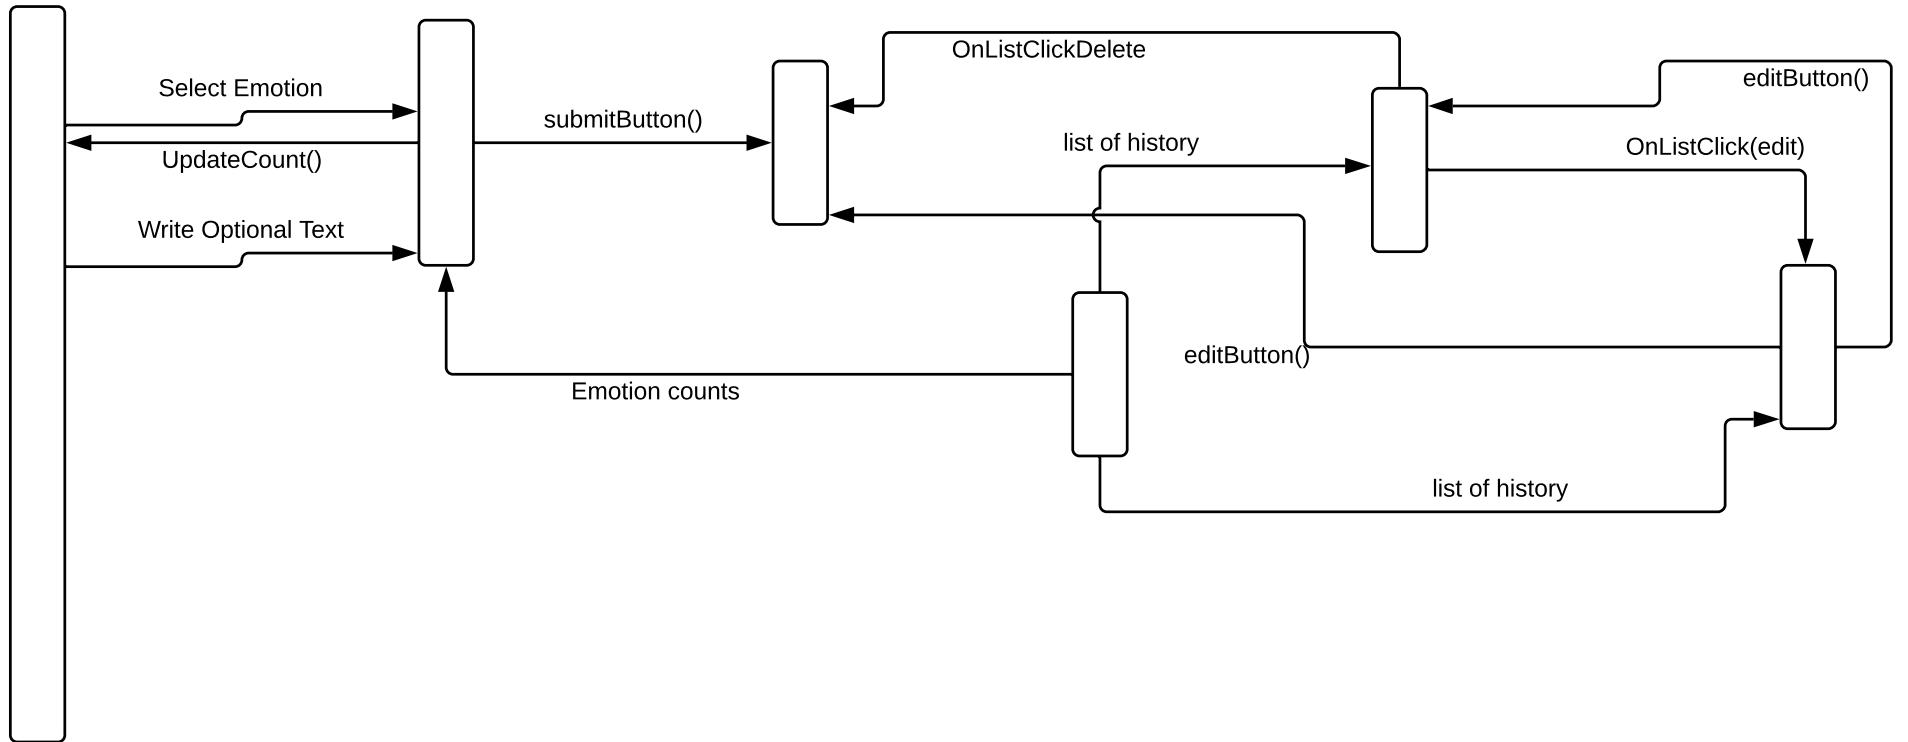 OnListClickDelete
editButton()
Select Emotion
submitButton()
list of history
OnListClick(edit)
UpdateCount()
Write Optional Text
editButton()
Emotion counts
list of history